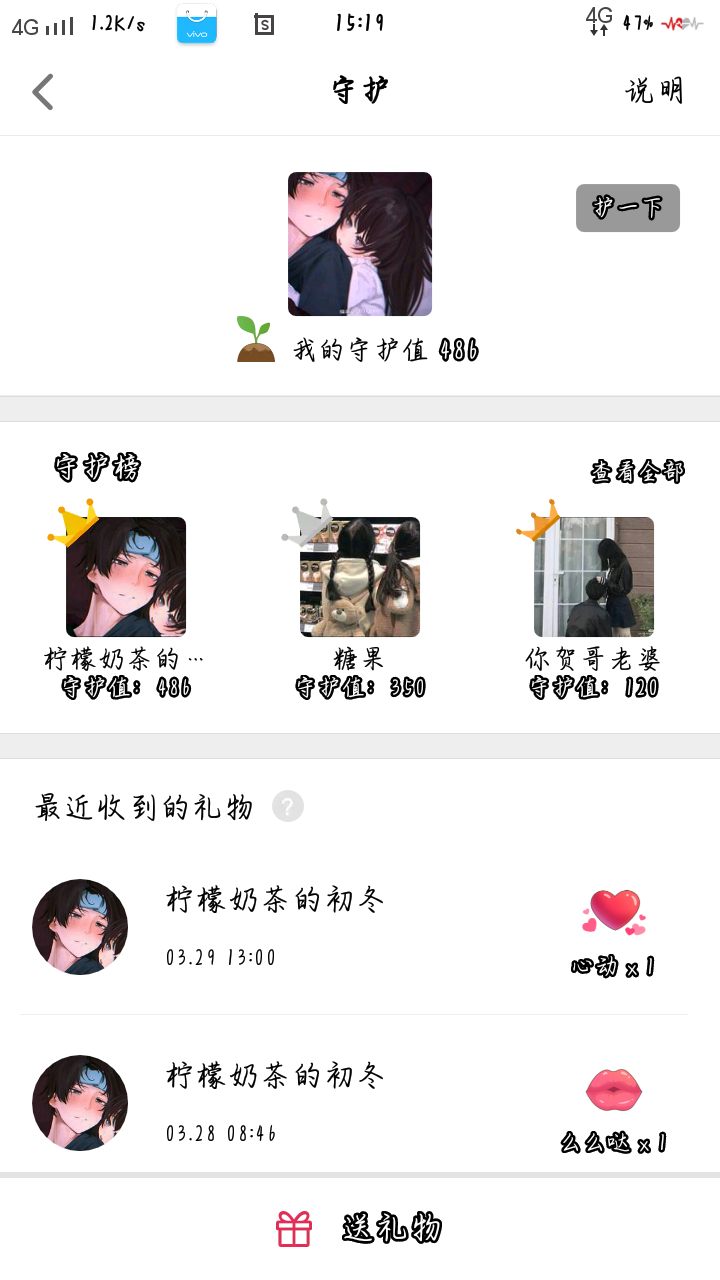 4G 1.2K/s vivo S 15:19 4G 47%
守护 说明
护一下
我的守护值 486
守护榜 查看全部
柠檬奶茶的… 糖果 你贺哥老婆
守护值：486 守护值：350 守护值：120
最近收到的礼物 ?
柠檬奶茶的初冬
03.29 13:00
心动 x 1
柠檬奶茶的初冬
03.28 08:46
么么哒 x 1
送礼物